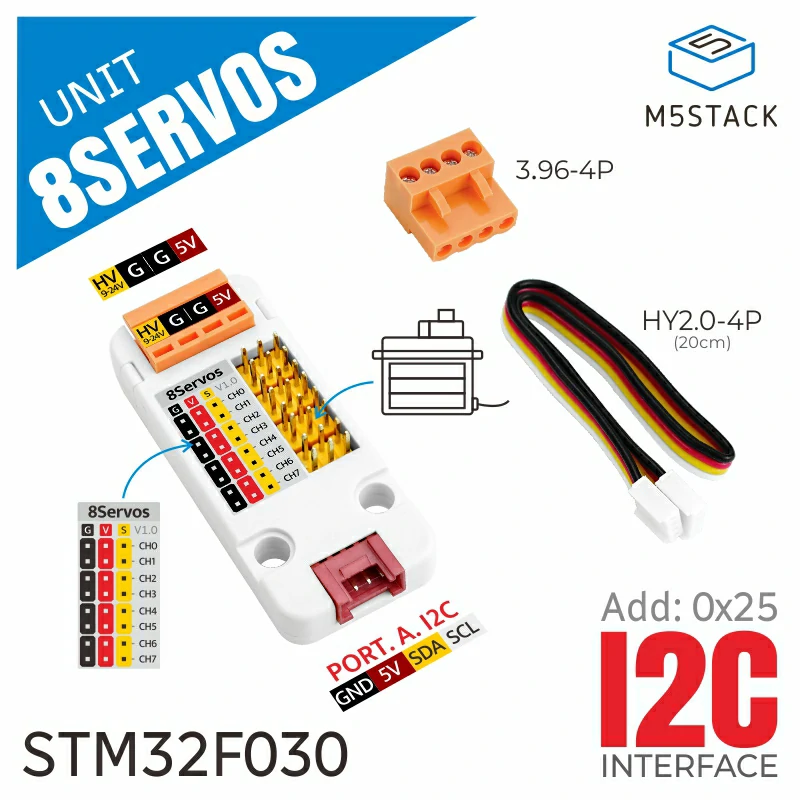 UNIT
8SERVOS
5
M5STACK
3.96-4P
HV
9-24V
G
G
5V
HV
9-24V
G
G
5V
HY2.0-4P
(20cm)
8Servos
G V S V1.0
CH0
CH1
CH2
CH3
CH4
CH5
CH6
CH7
8Servos
G V S V1.0
CH0
CH1
CH2
CH3
CH4
CH5
CH6
CH7
PORT. A. I2C
GND 5V SDA SCL
Add: 0x25
I2C
INTERFACE
STM32F030